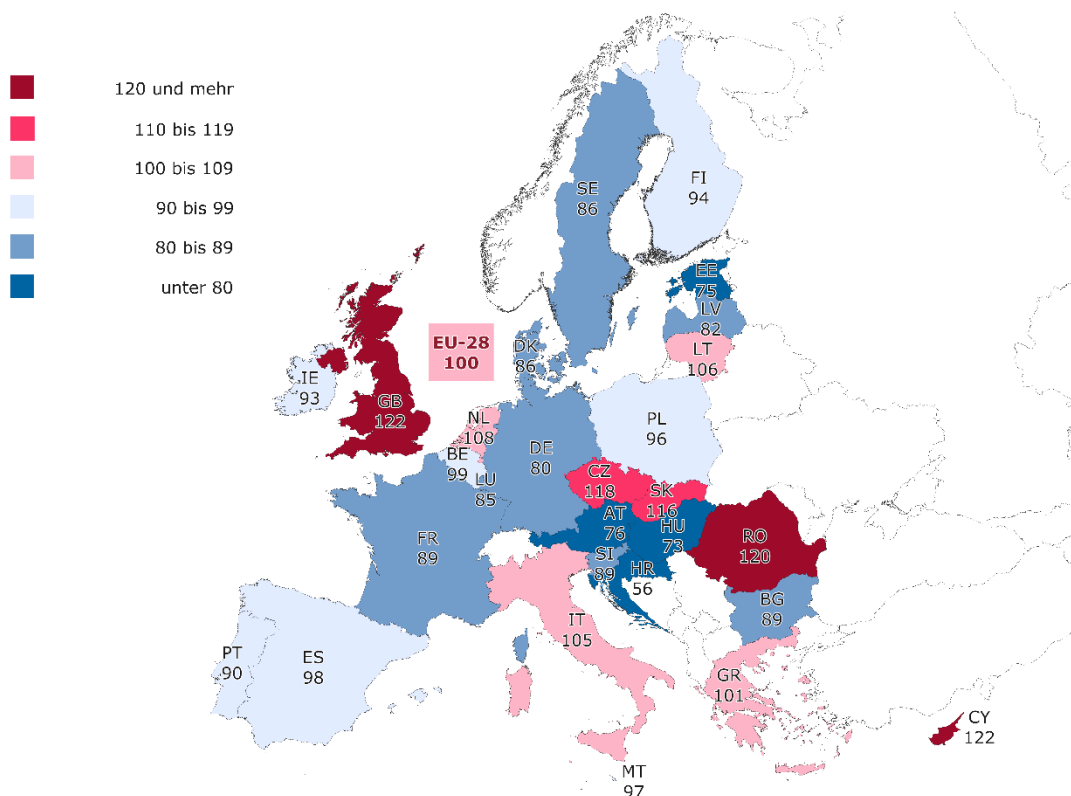 120 und mehr
110 bis 119
100 bis 109
90 bis 99
80 bis 89
unter 80
EU-28
100
FI
94
SE
86
EE
75
LV
82
LT
106
DK
86
IE
93
GB
122
NL
108
BE
99
LU
85
DE
80
PL
96
CZ
118
SK
116
AT
76
HU
73
RO
120
FR
89
SI
89
HR
56
BG
89
IT
105
PT
90
ES
98
GR
101
CY
122
MT
97